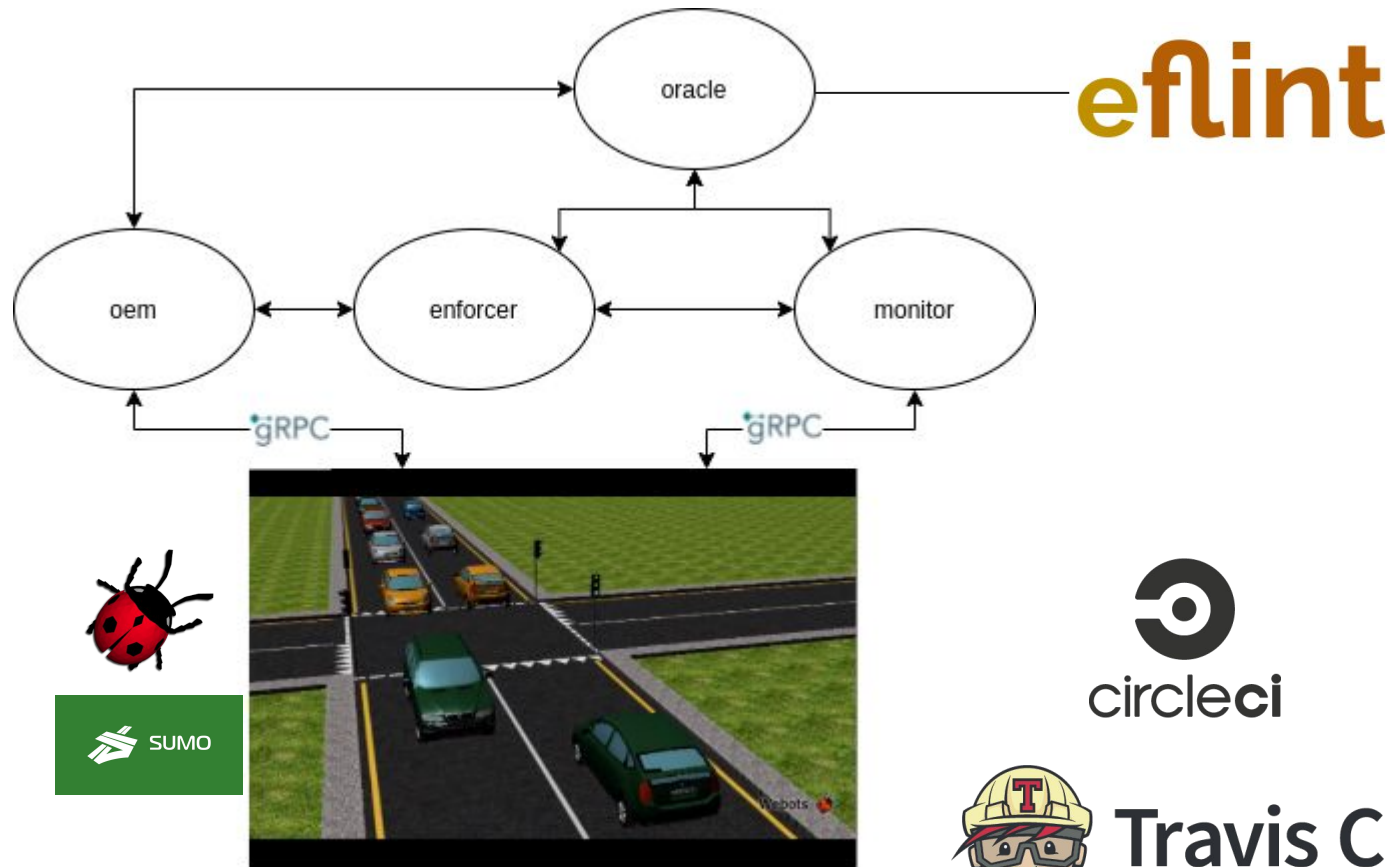 oracle
eflint
oem
enforcer
monitor
gRPC
gRPC
SUMO
Webots
circleci
T
Travis C